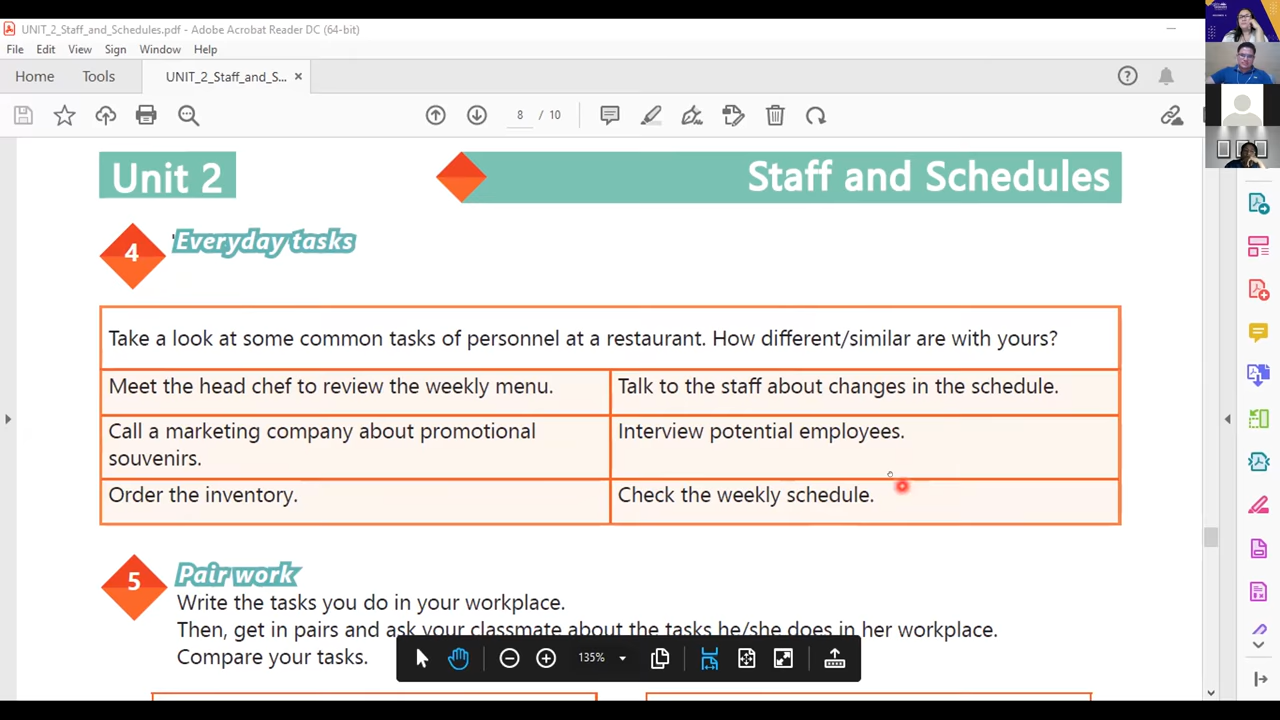 UNIT_2_Staff_and_Schedules.pdf - Adobe Acrobat Reader DC (64-bit)
File Edit View Sign Window Help
Home Tools UNIT_2_Staff_and_S... ×
8 / 10
Unit 2 Staff and Schedules
4 Everyday tasks
Take a look at some common tasks of personnel at a restaurant. How different/similar are with yours?
Meet the head chef to review the weekly menu. Talk to the staff about changes in the schedule.
Call a marketing company about promotional Interview potential employees.
souvenirs.
Order the inventory. Check the weekly schedule.
5 Pair work
Write the tasks you do in your workplace.
Then, get in pairs and ask your classmate about the tasks he/she does in her workplace.
Compare your tasks.
135%